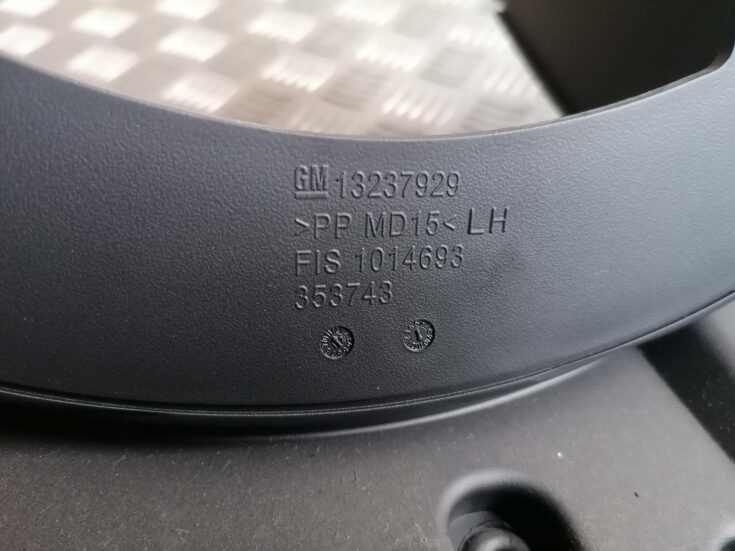 GM 13237929
>PP MD15< LH
FIS 1014693
353743